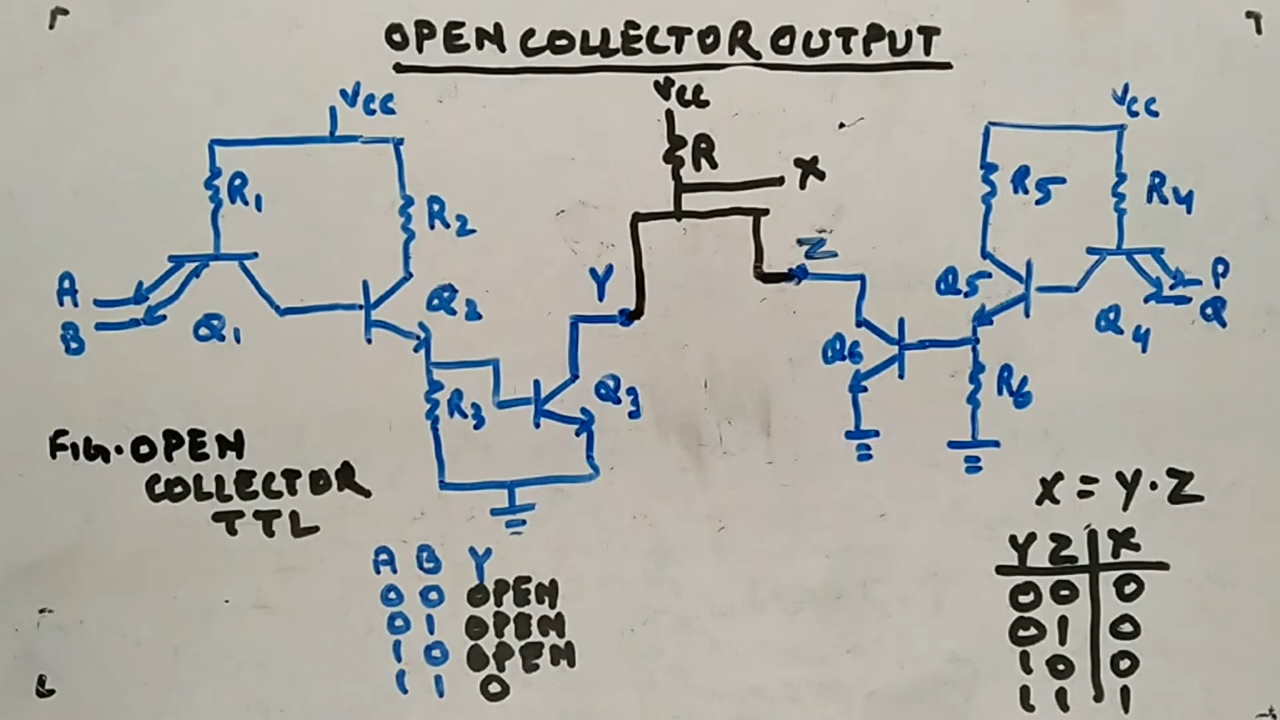 OPEN COLLECTOR OUTPUT
VCC
VCC
VCC
R
X
R1
R2
R5
R4
A
B
Q1
Q2
Y
Z
Q5
Q4
P
Q
R3
Q3
Q6
R6
FIG. OPEN
COLLECTOR
TTL
X = Y·Z
A B Y
0 0 OPEN
0 1 OPEN
1 0 OPEN
1 1 0
Y Z X
0 0 0
0 1 0
1 0 0
1 1 1